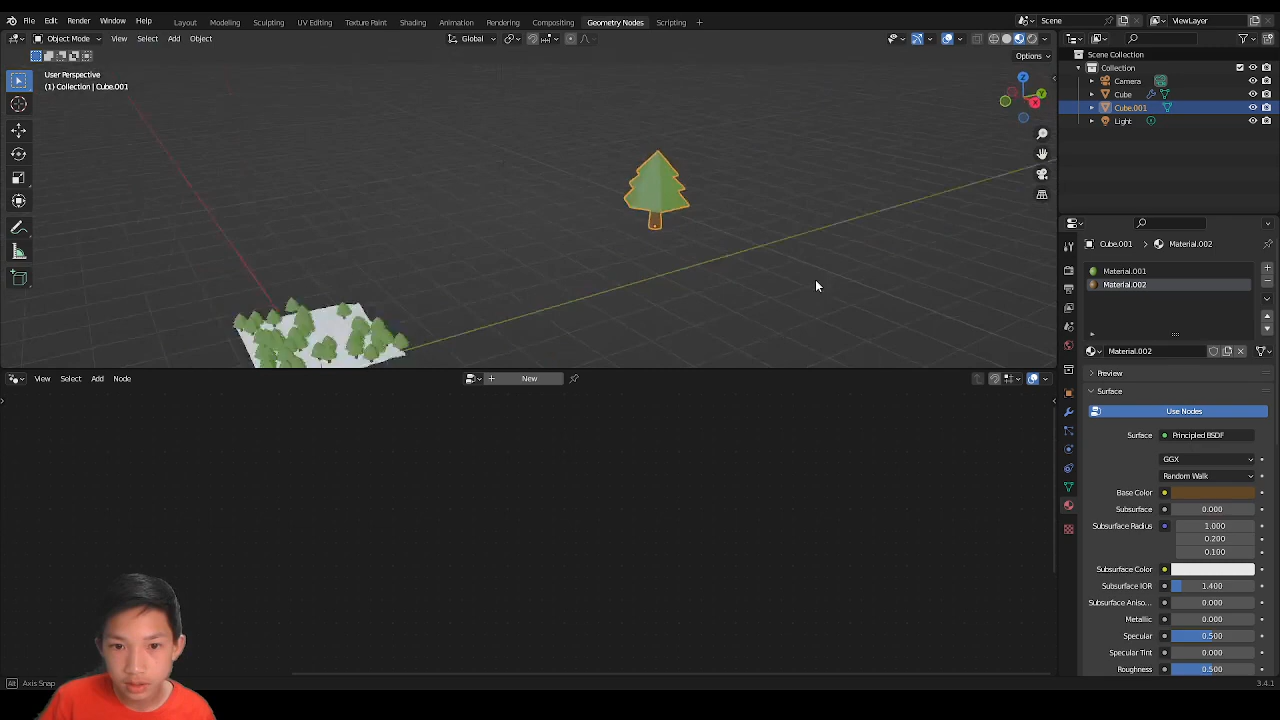 File Edit Render Window Help Layout Modeling Sculpting UV Editing Texture Paint Shading Animation Rendering Compositing Geometry Nodes Scripting + Scene ViewLayer
Object Mode View Select Add Object Global
Options
User Perspective
(1) Collection | Cube.001
Scene Collection
Collection
Camera
Cube
Cube.001
Light
Z
Y
X
Cube.001 Material.002
Material.001
Material.002
Material.002
Preview
Surface
Use Nodes
Surface Principled BSDF
GGX
Random Walk
Base Color
Subsurface 0.000
Subsurface Radius 1.000
0.200
0.100
Subsurface Color
Subsurface IOR 1.400
Subsurface Aniso... 0.000
Metallic 0.000
Specular 0.500
Specular Tint 0.000
Roughness 0.500
View Select Add Node + New
Alt Axis Snap
3.4.1